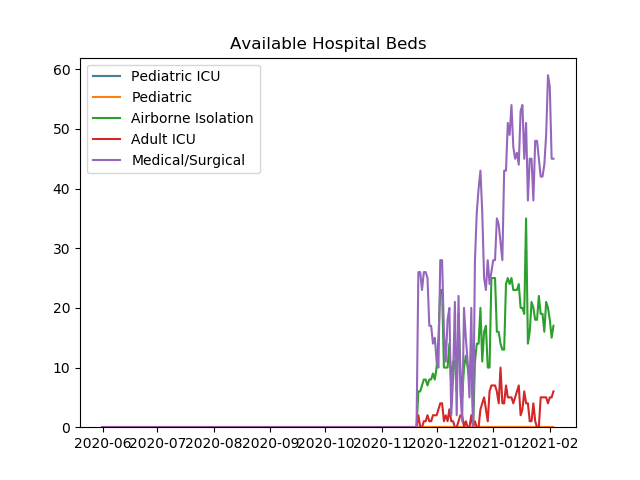 Available Hospital Beds
Pediatric ICU
Pediatric
Airborne Isolation
Adult ICU
Medical/Surgical
60
50
40
30
20
10
0
2020-06 2020-07 2020-08 2020-09 2020-10 2020-11 2020-12 2021-01 2021-02